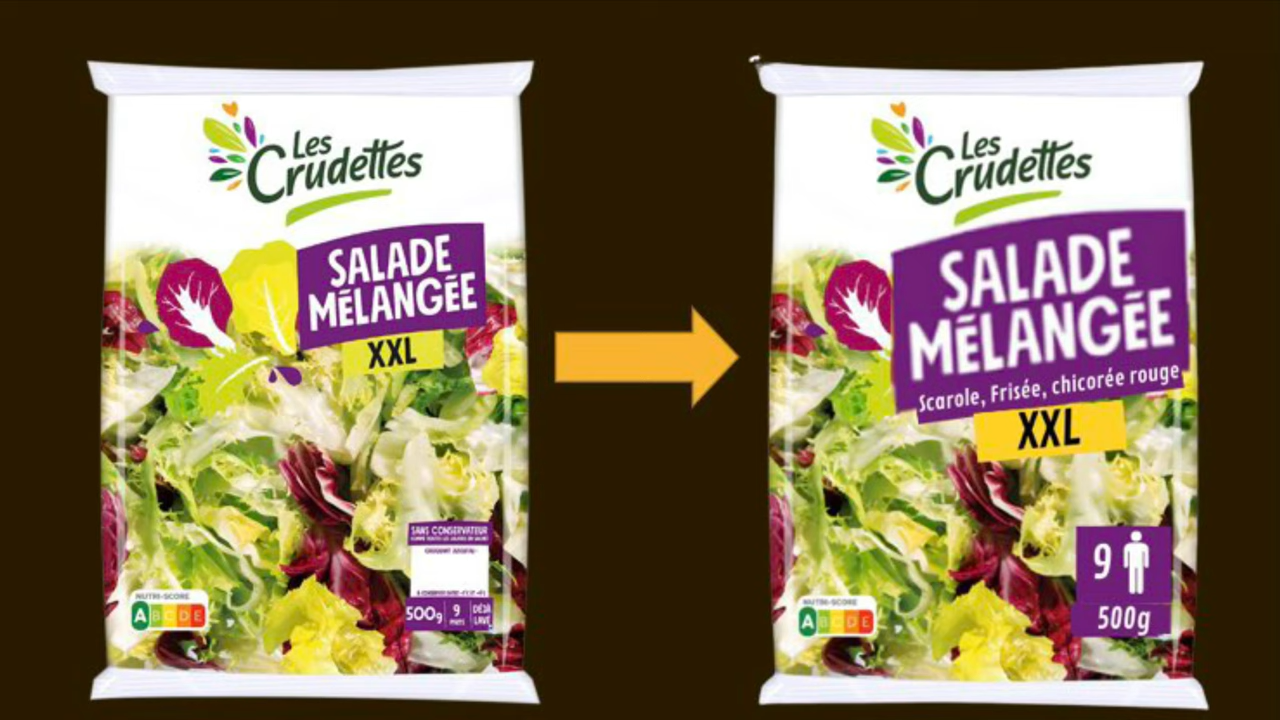 Les
Crudettes
SALADE
MÉLANGÉE
XXL
SANS CONSERVATEUR
NUTRI-SCORE
A B C D E
500g
9
DÉJÀ
LAVÉ
Les
Crudettes
SALADE
MÉLANGÉE
Scarole, Frisée, chicorée rouge
XXL
9
500g
NUTRI-SCORE
A B C D E